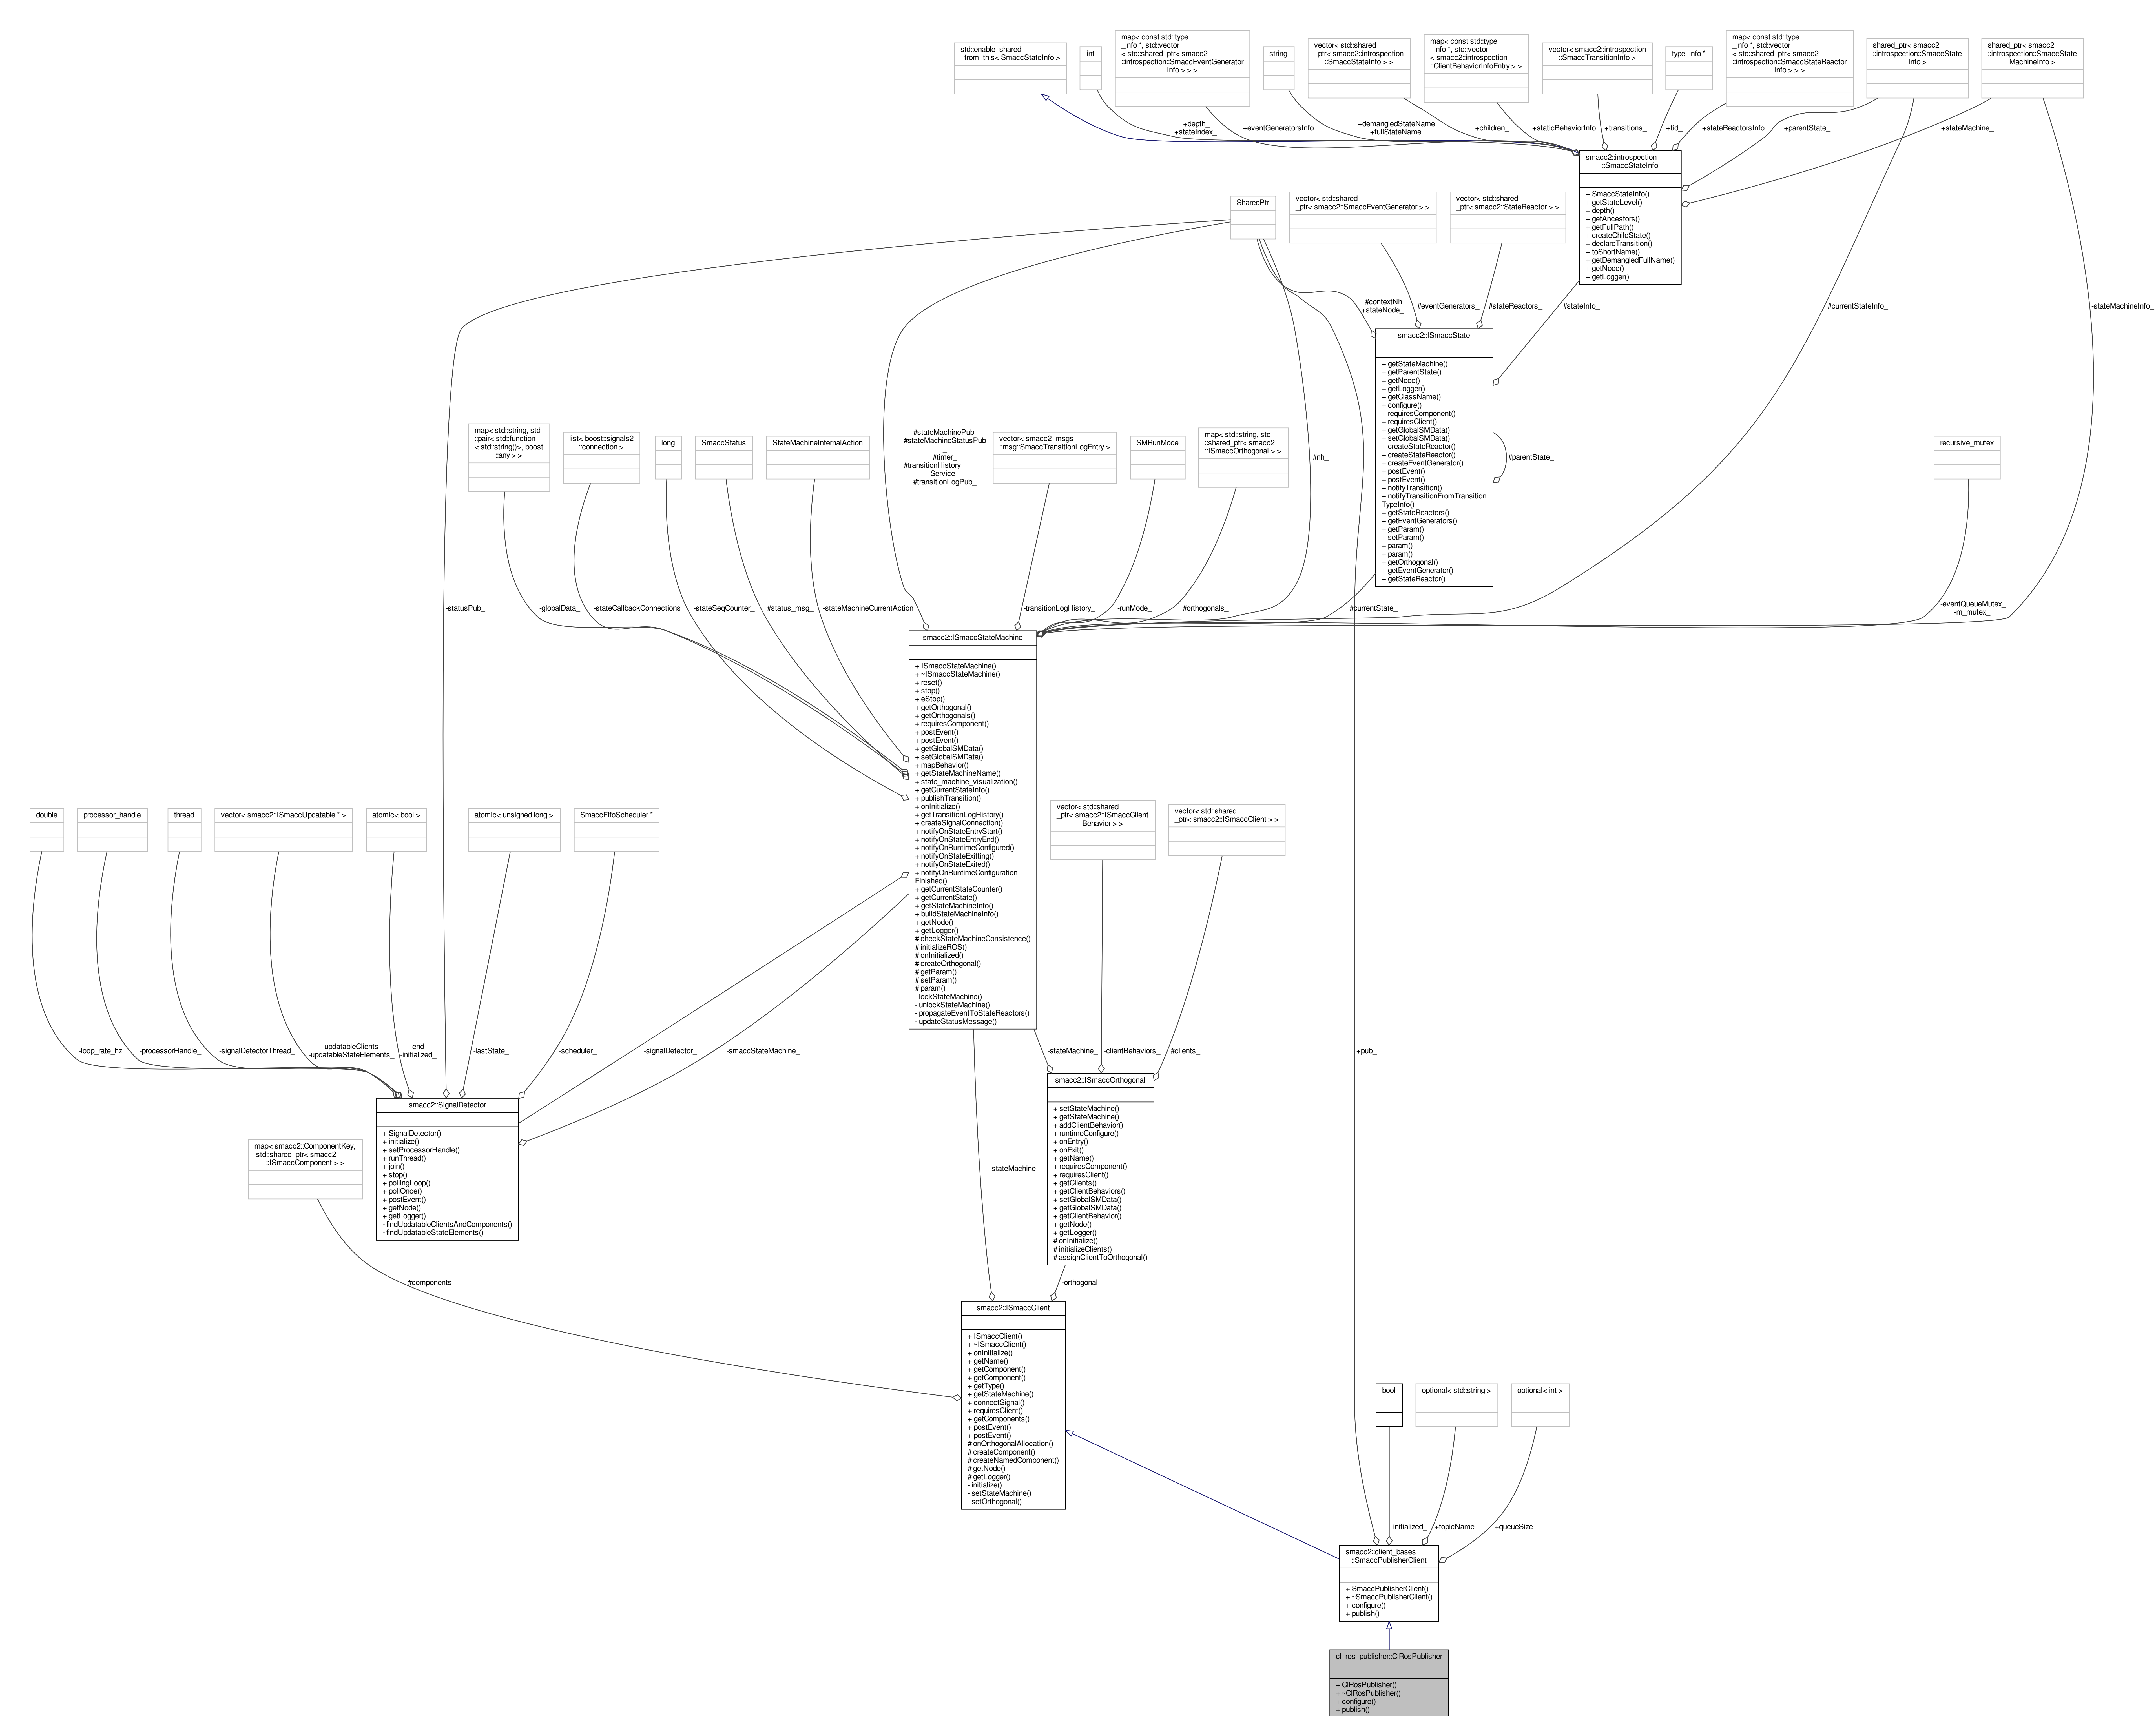 std::enable_shared
_from_this< SmaccStateInfo >
int
map< const std::type
_info *, std::vector
< std::shared_ptr< smacc2
::introspection::SmaccEventGenerator
Info > > >
string
vector< std::shared
_ptr< smacc2::introspection
::SmaccStateInfo > >
map< const std::type
_info *, std::vector
< smacc2::introspection
::ClientBehaviorInfoEntry > >
vector< smacc2::introspection
::SmaccTransitionInfo >
type_info *
map< const std::type
_info *, std::vector
< std::shared_ptr< smacc2
::introspection::SmaccStateReactor
Info > > >
shared_ptr< smacc2
::introspection::SmaccState
Info >
shared_ptr< smacc2
::introspection::SmaccState
MachineInfo >
+depth_
+stateIndex_
+eventGeneratorsInfo
+demangledStateName
+fullStateName
+children_
+staticBehaviorInfo
+transitions_
+tid_
+stateReactorsInfo
+parentState_
+stateMachine_
smacc2::introspection
::SmaccStateInfo
+ SmaccStateInfo()
+ getStateLevel()
+ depth()
+ getAncestors()
+ getFullPath()
+ createChildState()
+ declareTransition()
+ toShortName()
+ getDemangledFullName()
+ getNode()
+ getLogger()
SharedPtr
vector< std::shared
_ptr< smacc2::SmaccEventGenerator > >
vector< std::shared
_ptr< smacc2::StateReactor > >
#contextNh
+stateNode_
#eventGenerators_
#stateReactors_
#stateInfo_
#currentStateInfo_
-stateMachineInfo_
smacc2::ISmaccState
+ getStateMachine()
+ getParentState()
+ getNode()
+ getLogger()
+ getClassName()
+ configure()
+ requiresComponent()
+ requiresClient()
+ getGlobalSMData()
+ setGlobalSMData()
+ createStateReactor()
+ createStateReactor()
+ createEventGenerator()
+ postEvent()
+ postEvent()
+ notifyTransition()
+ notifyTransitionFromTransition
TypeInfo()
+ getStateReactors()
+ getEventGenerators()
+ getParam()
+ setParam()
+ param()
+ param()
+ getOrthogonal()
+ getEventGenerator()
+ getStateReactor()
#parentState_
map< std::string, std
::pair< std::function
< std::string()>, boost
::any > >
list< boost::signals2
::connection >
long
SmaccStatus
StateMachineInternalAction
#stateMachinePub_
#stateMachineStatusPub
_
#timer_
#transitionHistory
Service_
#transitionLogPub_
vector< smacc2_msgs
::msg::SmaccTransitionLogEntry >
SMRunMode
map< std::string, std
::shared_ptr< smacc2
::ISmaccOrthogonal > >
#nh_
recursive_mutex
-statusPub_
-globalData_
-stateCallbackConnections
-stateSeqCounter_
#status_msg_
-stateMachineCurrentAction
-transitionLogHistory_
-runMode_
#orthogonals_
#currentState_
-eventQueueMutex_
-m_mutex_
smacc2::ISmaccStateMachine
+ ISmaccStateMachine()
+ ~ISmaccStateMachine()
+ reset()
+ stop()
+ eStop()
+ getOrthogonal()
+ getOrthogonals()
+ requiresComponent()
+ postEvent()
+ postEvent()
+ getGlobalSMData()
+ setGlobalSMData()
+ mapBehavior()
+ getStateMachineName()
+ state_machine_visualization()
+ getCurrentStateInfo()
+ publishTransition()
+ onInitialize()
+ getTransitionLogHistory()
+ createSignalConnection()
+ notifyOnStateEntryStart()
+ notifyOnStateEntryEnd()
+ notifyOnRuntimeConfigured()
+ notifyOnStateExitting()
+ notifyOnStateExited()
+ notifyOnRuntimeConfiguration
Finished()
+ getCurrentStateCounter()
+ getCurrentState()
+ getStateMachineInfo()
+ buildStateMachineInfo()
+ getNode()
+ getLogger()
# checkStateMachineConsistence()
# initializeROS()
# onInitialized()
# createOrthogonal()
# getParam()
# setParam()
# param()
- lockStateMachine()
- unlockStateMachine()
- propagateEventToStateReactors()
- updateStatusMessage()
double
processor_handle
thread
vector< smacc2::ISmaccUpdatable * >
atomic< bool >
atomic< unsigned long >
SmaccFifoScheduler *
vector< std::shared
_ptr< smacc2::ISmaccClient
Behavior > >
vector< std::shared
_ptr< smacc2::ISmaccClient > >
-loop_rate_hz
-processorHandle_
-signalDetectorThread_
-updatableClients_
-updatableStateElements_
-end_
-initialized_
-lastState_
-scheduler_
-signalDetector_
-smaccStateMachine_
-stateMachine_
-clientBehaviors_
#clients_
+pub_
smacc2::SignalDetector
+ SignalDetector()
+ initialize()
+ setProcessorHandle()
+ runThread()
+ join()
+ stop()
+ pollingLoop()
+ pollOnce()
+ postEvent()
+ getNode()
+ getLogger()
- findUpdatableClientsAndComponents()
- findUpdatableStateElements()
map< smacc2::ComponentKey,
std::shared_ptr< smacc2
::ISmaccComponent > >
smacc2::ISmaccOrthogonal
+ setStateMachine()
+ getStateMachine()
+ addClientBehavior()
+ runtimeConfigure()
+ onEntry()
+ onExit()
+ getName()
+ requiresComponent()
+ requiresClient()
+ getClients()
+ getClientBehaviors()
+ setGlobalSMData()
+ getGlobalSMData()
+ getClientBehavior()
+ getNode()
+ getLogger()
# onInitialize()
# initializeClients()
# assignClientToOrthogonal()
-stateMachine_
#components_
-orthogonal_
smacc2::ISmaccClient
+ ISmaccClient()
+ ~ISmaccClient()
+ onInitialize()
+ getName()
+ getComponent()
+ getComponent()
+ getType()
+ getStateMachine()
+ connectSignal()
+ requiresClient()
+ getComponents()
+ postEvent()
+ postEvent()
# onOrthogonalAllocation()
# createComponent()
# createNamedComponent()
# getNode()
# getLogger()
- initialize()
- setStateMachine()
- setOrthogonal()
bool
optional< std::string >
optional< int >
-initialized_
+topicName
+queueSize
smacc2::client_bases
::SmaccPublisherClient
+ SmaccPublisherClient()
+ ~SmaccPublisherClient()
+ configure()
+ publish()
cl_ros_publisher::ClRosPublisher
+ ClRosPublisher()
+ ~ClRosPublisher()
+ configure()
+ publish()